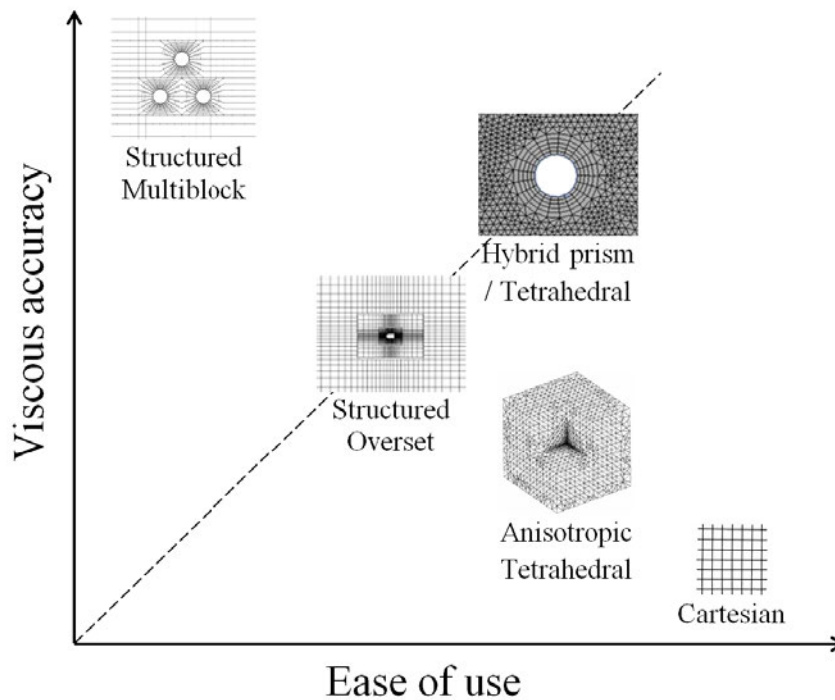 Viscous accuracy
Structured
Multiblock
Hybrid prism
/ Tetrahedral
Structured
Overset
Anisotropic
Tetrahedral
Cartesian
Ease of use